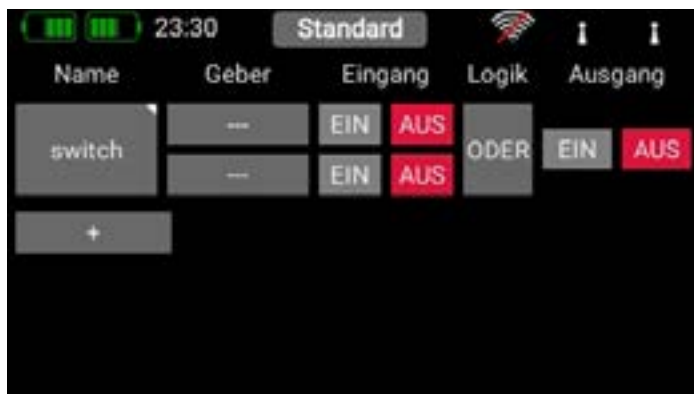 23:30 Standard
Name Geber Eingang Logik Ausgang
switch --- EIN AUS ODER EIN AUS
--- EIN AUS
+